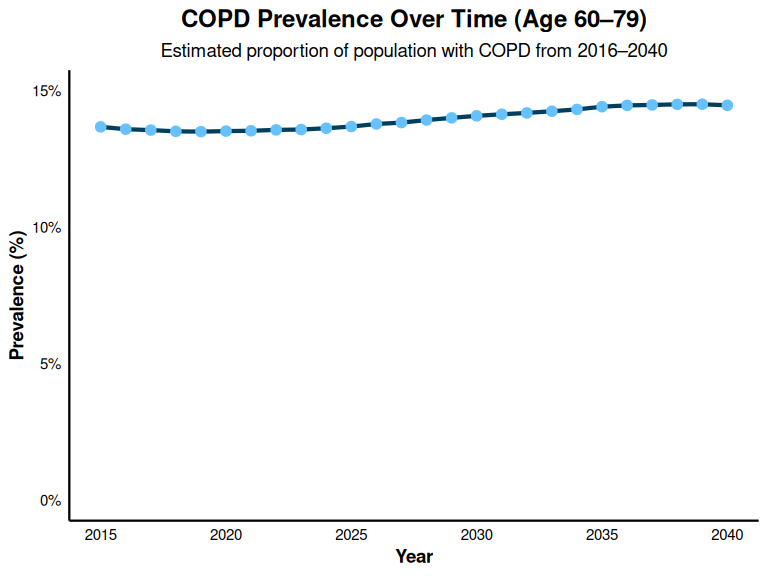 COPD Prevalence Over Time (Age 60–79)
Estimated proportion of population with COPD from 2016–2040
15%
10%
5%
0%
Prevalence (%)
2015 2020 2025 2030 2035 2040
Year